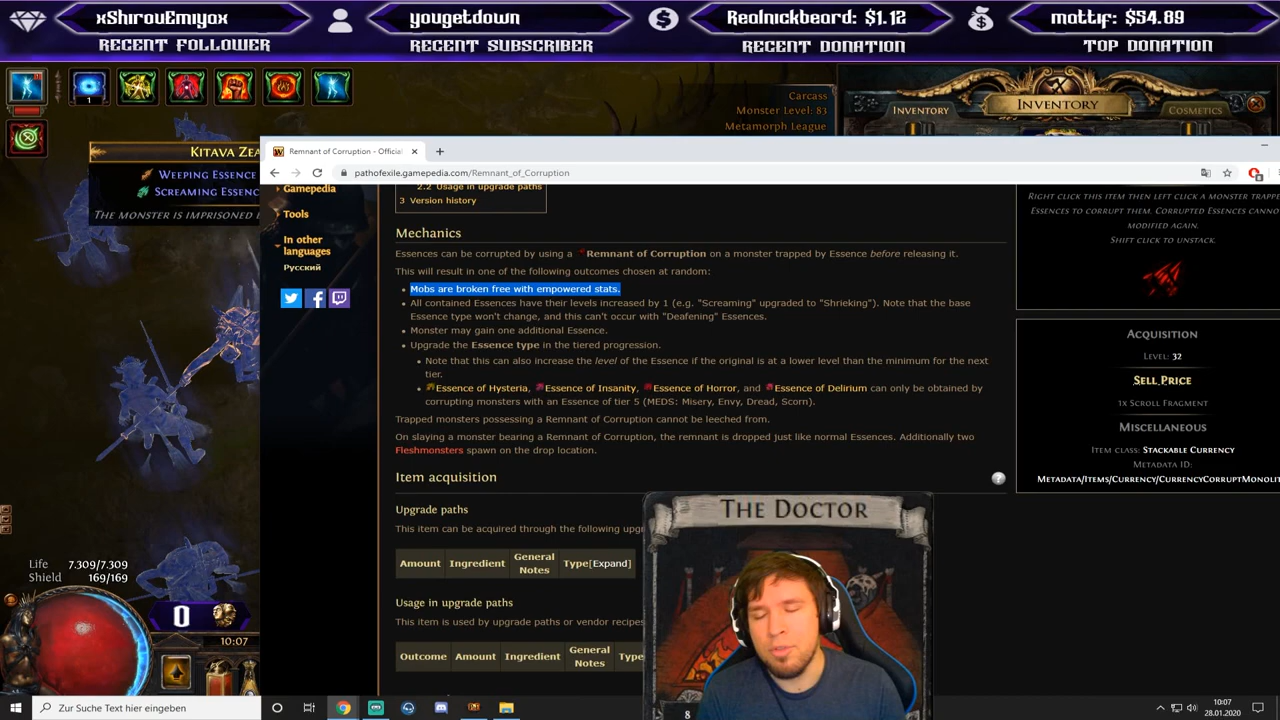 xShirouEmiyax
RECENT FOLLOWER
yougetdown
RECENT SUBSCRIBER
Realnickbeard: $1.12
RECENT DONATION
mottif: $54.89
TOP DONATION
1
Carcass
Monster Level: 83
Metamorph League
INVENTORY
INVENTORY
COSMETICS
KITAVA ZEA
WEEPING ESSENCE
SCREAMING ESSENC
THE MONSTER IS IMPRISONED
Remnant of Corruption - Official
pathofexile.gamepedia.com/Remnant_of_Corruption
Gamepedia
Tools
In other
languages
Русский
2.2 Usage in upgrade paths
3 Version history
Mechanics
Essences can be corrupted by using a Remnant of Corruption on a monster trapped by Essence before releasing it.
This will result in one of the following outcomes chosen at random:
Mobs are broken free with empowered stats.
All contained Essences have their levels increased by 1 (e.g. "Screaming" upgraded to "Shrieking"). Note that the base
Essence type won't change, and this can't occur with "Deafening" Essences.
Monster may gain one additional Essence.
Upgrade the Essence type in the tiered progression.
Note that this can also increase the level of the Essence if the original is at a lower level than the minimum for the next
tier.
Essence of Hysteria, Essence of Insanity, Essence of Horror, and Essence of Delirium can only be obtained by
corrupting monsters with an Essence of tier 5 (MEDS: Misery, Envy, Dread, Scorn).
Trapped monsters possessing a Remnant of Corruption cannot be leeched from.
On slaying a monster bearing a Remnant of Corruption, the remnant is dropped just like normal Essences. Additionally two
Fleshmonsters spawn on the drop location.
Item acquisition
Upgrade paths
This item can be acquired through the following upgr
Amount
Ingredient
General
Notes
Type[Expand]
Usage in upgrade paths
This item is used by upgrade paths or vendor recipes
Outcome
Amount
Ingredient
General
Notes
Type
RIGHT CLICK THIS ITEM THEN LEFT CLICK A MONSTER TRAPPE
ESSENCES TO CORRUPT THEM. CORRUPTED ESSENCES CANNO
MODIFIED AGAIN.
SHIFT CLICK TO UNSTACK.
ACQUISITION
LEVEL: 32
SELL PRICE
1X SCROLL FRAGMENT
MISCELLANEOUS
ITEM CLASS: STACKABLE CURRENCY
METADATA ID:
METADATA/ITEMS/CURRENCY/CURRENCYCORRUPTMONOLIT
THE DOCTOR
8
Life 7.309/7.309
Shield 169/169
0
10:07
Zur Suche Text hier eingeben
10:07
28.01.2020